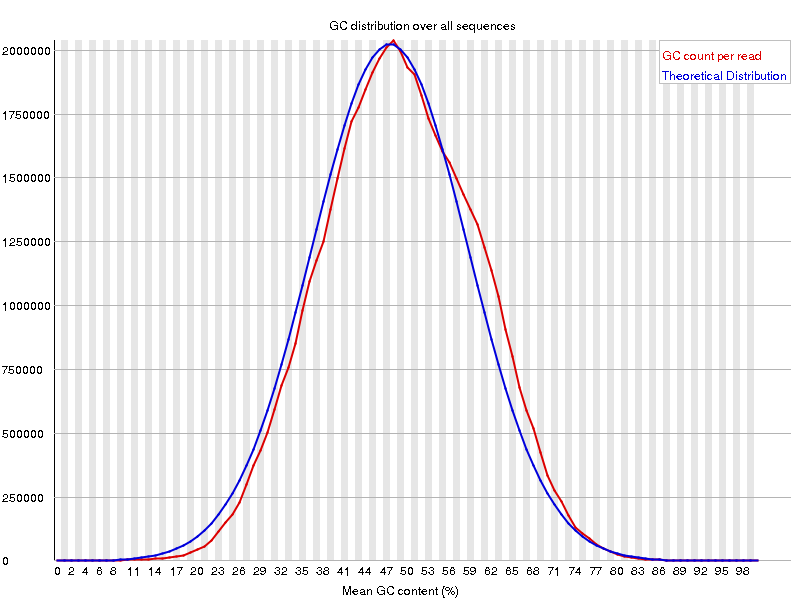 GC distribution over all sequences
GC count per read
Theoretical Distribution
2000000
1750000
1500000
1250000
1000000
750000
500000
250000
0
0 2 4 6 8 11 14 17 20 23 26 29 32 35 38 41 44 47 50 53 56 59 62 65 68 71 74 77 80 83 86 89 92 95 98
Mean GC content (%)